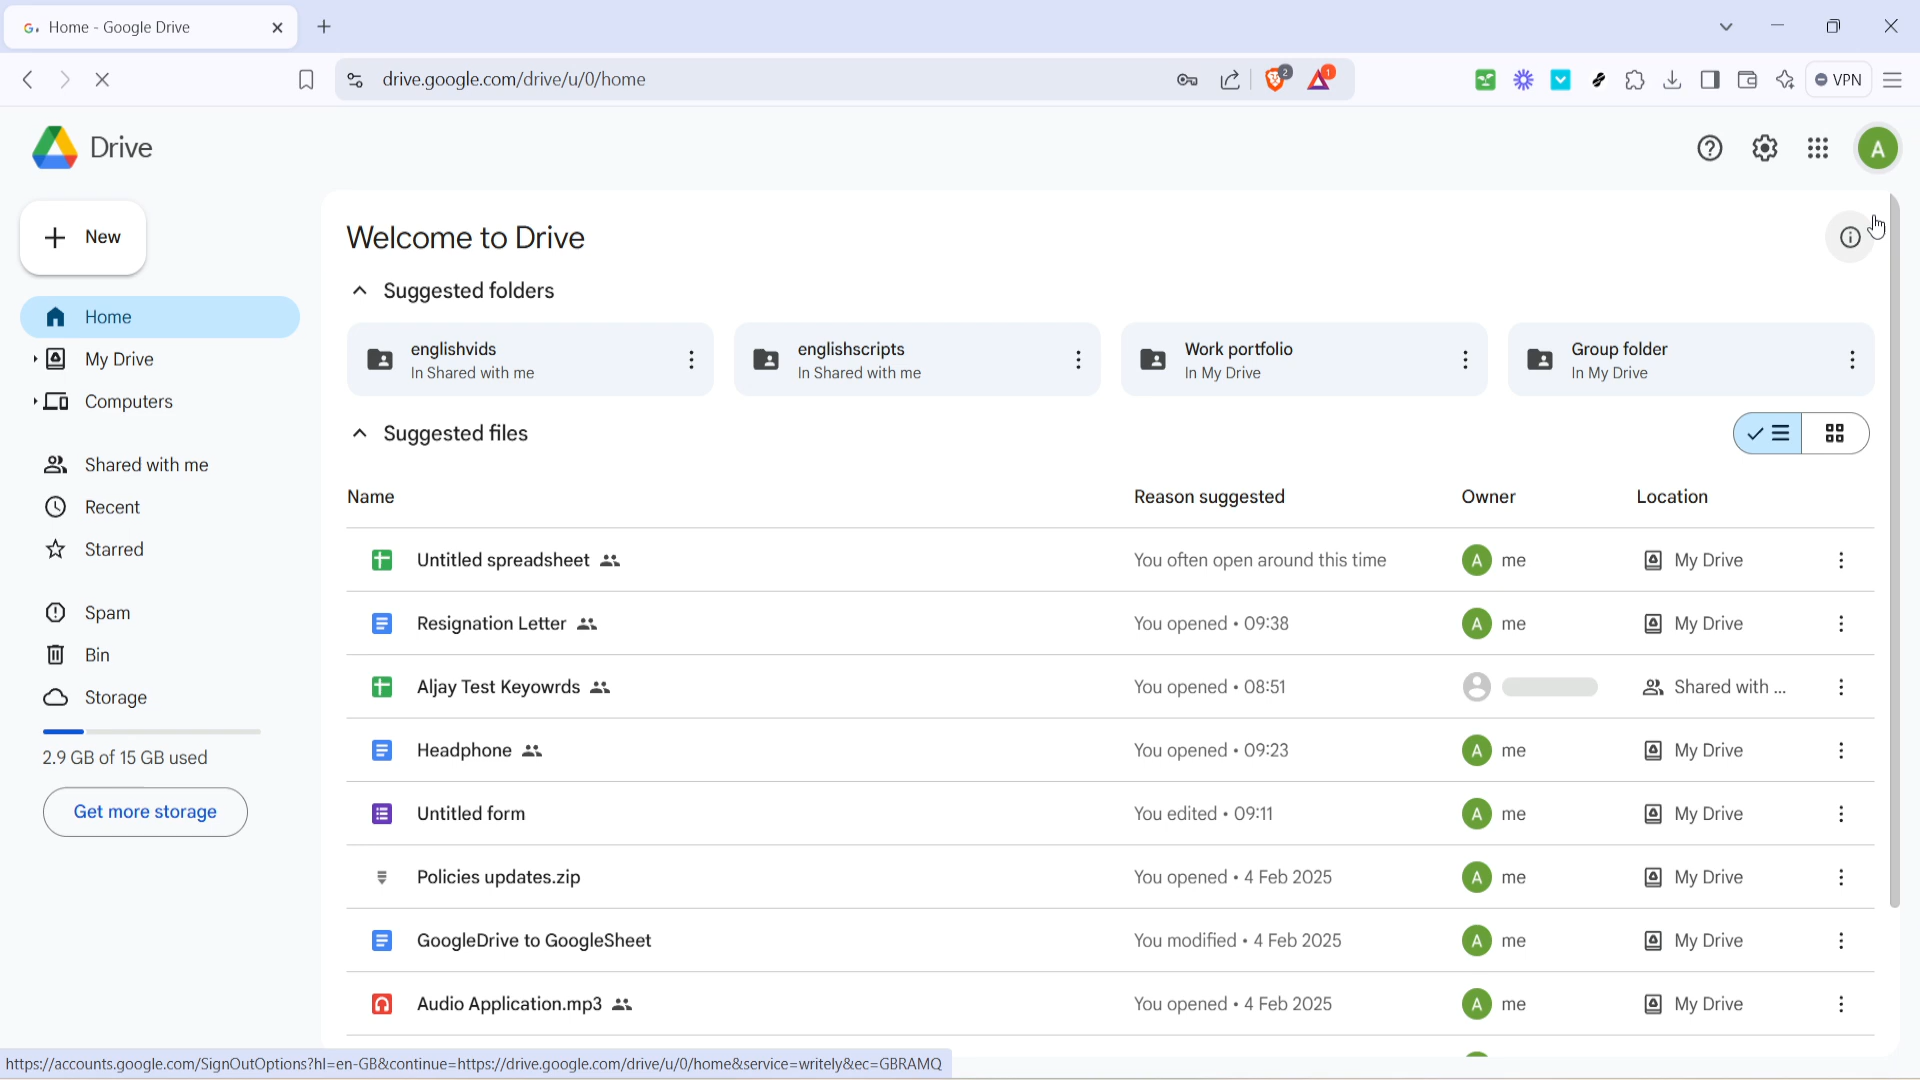 Home - Google Drive
drive.google.com/drive/u/0/home
2
1
VPN
Drive
A
New
Welcome to Drive
Home
My Drive
Computers
Shared with me
Recent
Starred
Spam
Bin
Storage
2.9 GB of 15 GB used
Get more storage
Suggested folders
englishvids
In Shared with me
englishscripts
In Shared with me
Work portfolio
In My Drive
Group folder
In My Drive
Suggested files
Name Reason suggested Owner Location
Untitled spreadsheet You often open around this time A me My Drive
Resignation Letter You opened • 09:38 A me My Drive
Aljay Test Keyowrds You opened • 08:51 Shared with ...
Headphone You opened • 09:23 A me My Drive
Untitled form You edited • 09:11 A me My Drive
Policies updates.zip You opened • 4 Feb 2025 A me My Drive
GoogleDrive to GoogleSheet You modified • 4 Feb 2025 A me My Drive
Audio Application.mp3 You opened • 4 Feb 2025 A me My Drive
https://accounts.google.com/SignOutOptions?hl=en-GB&continue=https://drive.google.com/drive/u/0/home&service=writely&ec=GBRAMQ